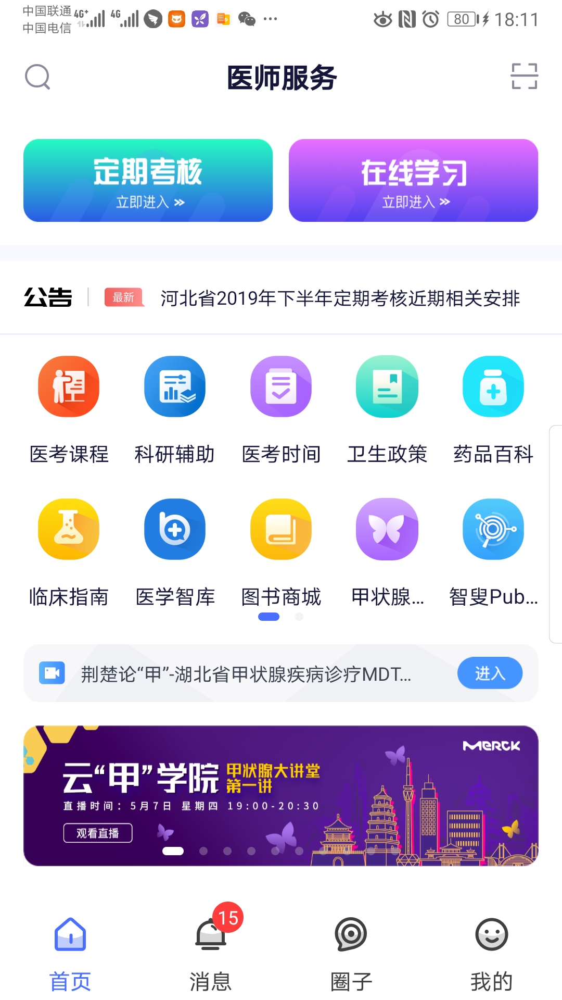 中国联通 4G+ 4G 80 18:11
中国电信
医师服务
定期考核
立即进入
在线学习
立即进入
公告 最新 河北省2019年下半年定期考核近期相关安排
医考课程 科研辅助 医考时间 卫生政策 药品百科
临床指南 医学智库 图书商城 甲状腺... 智叟Pub...
荆楚论“甲”-湖北省甲状腺疾病诊疗MDT... 进入
MERCK
云“甲”学院 甲状腺大讲堂
第一讲
直播时间：5月7日 星期四 19:00-20:30
观看直播
15
首页 消息 圈子 我的